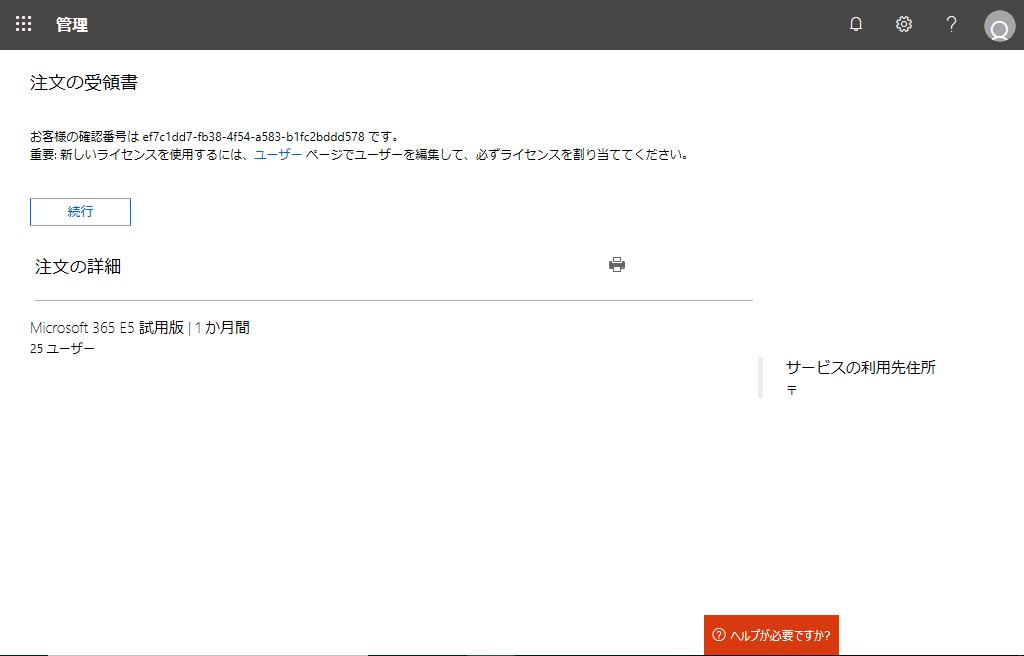 管理
注文の受領書
お客様の確認番号は ef7c1dd7-fb38-4f54-a583-b1fc2bddd578 です。
重要: 新しいライセンスを使用するには、ユーザー ページでユーザーを編集して、必ずライセンスを割り当ててください。
続行
注文の詳細
Microsoft 365 E5 試用版 | 1 か月間
25 ユーザー
サービスの利用先住所
〒
ヘルプが必要ですか?